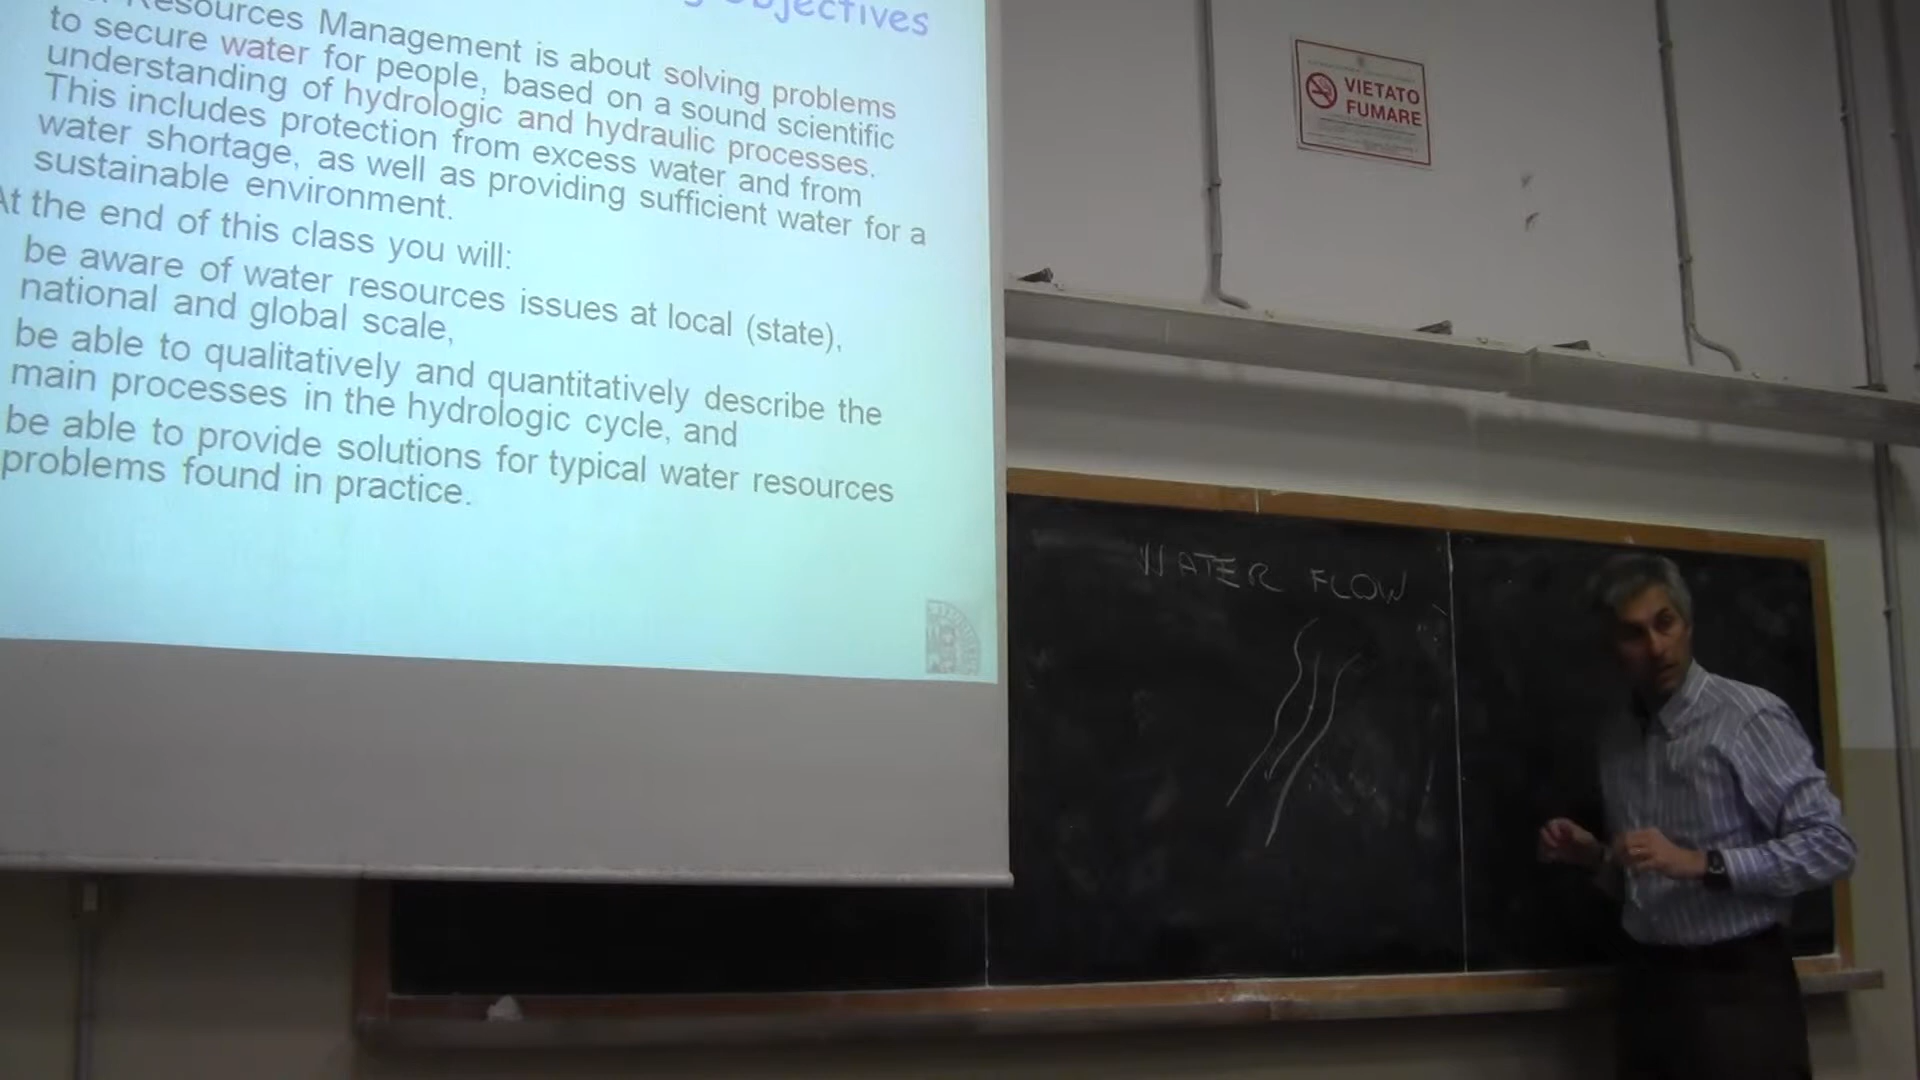 Objectives
Resources Management is about solving problems
to secure water for people, based on a sound scientific
understanding of hydrologic and hydraulic processes.
This includes protection from excess water and from
water shortage, as well as providing sufficient water for a
sustainable environment.
At the end of this class you will:
be aware of water resources issues at local (state),
national and global scale,
be able to qualitatively and quantitatively describe the
main processes in the hydrologic cycle, and
be able to provide solutions for typical water resources
problems found in practice.
VIETATO
FUMARE
WATER FLOW